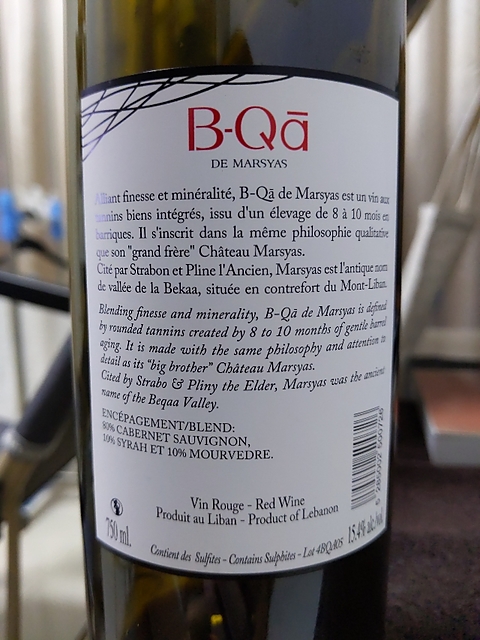 B-Qā
DE MARSYAS
Alliant finesse et minéralité, B-Qā de Marsyas est un vin aux
tannins biens intégrés, issu d'un élevage de 8 à 10 mois en
barriques. Il s'inscrit dans la même philosophie qualitative
que son "grand frère" Château Marsyas.
Cité par Strabon et Pline l'Ancien, Marsyas est l'antique nom
de vallée de la Bekaa, située en contrefort du Mont-Liban.
Blending finesse and minerality, B-Qā de Marsyas is defined
by rounded tannins created by 8 to 10 months of gentle barrel
aging. It is made with the same philosophy and attention to
detail as its "big brother" Château Marsyas.
Cited by Strabo & Pliny the Elder, Marsyas was the ancient
name of the Beqaa Valley.
ENCÉPAGEMENT/BLEND:
80% CABERNET SAUVIGNON,
10% SYRAH ET 10% MOURVEDRE.
Vin Rouge - Red Wine
Produit au Liban - Product of Lebanon
750 ml.
15.4% alc./vol.
Contient des Sulfites - Contains Sulphites - Lot 4BQA05